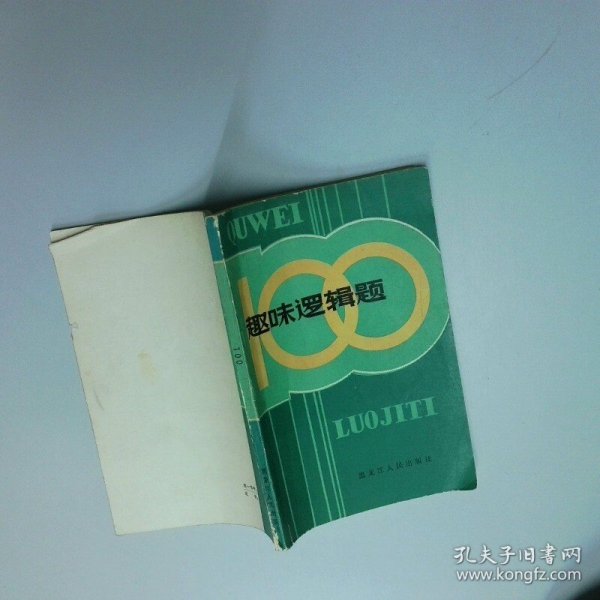 QUWEI
100
趣味逻辑题
LUOJITI
黑龙江人民出版社
100
孔夫子旧书网
www.kongfz.com